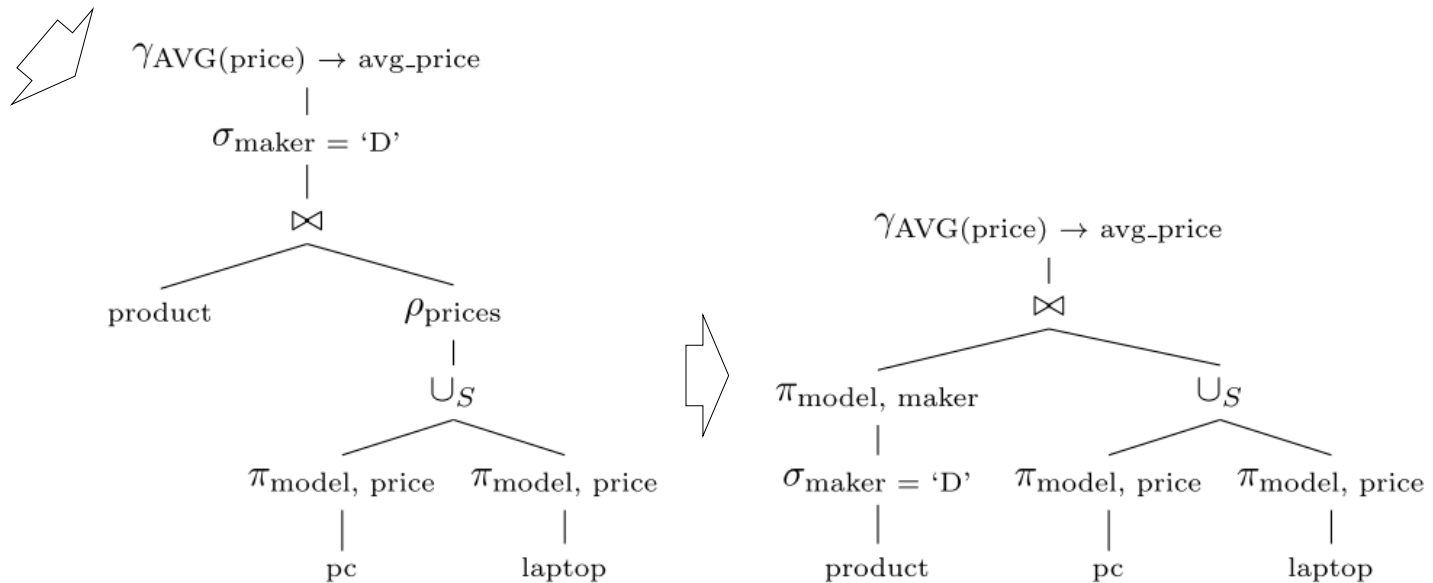 γAVG(price) → avg_price
σmaker = ‘D’
⋈
product ρprices
∪S
πmodel, price πmodel, price
pc laptop
γAVG(price) → avg_price
⋈
πmodel, maker ∪S
σmaker = ‘D’ πmodel, price πmodel, price
product pc laptop